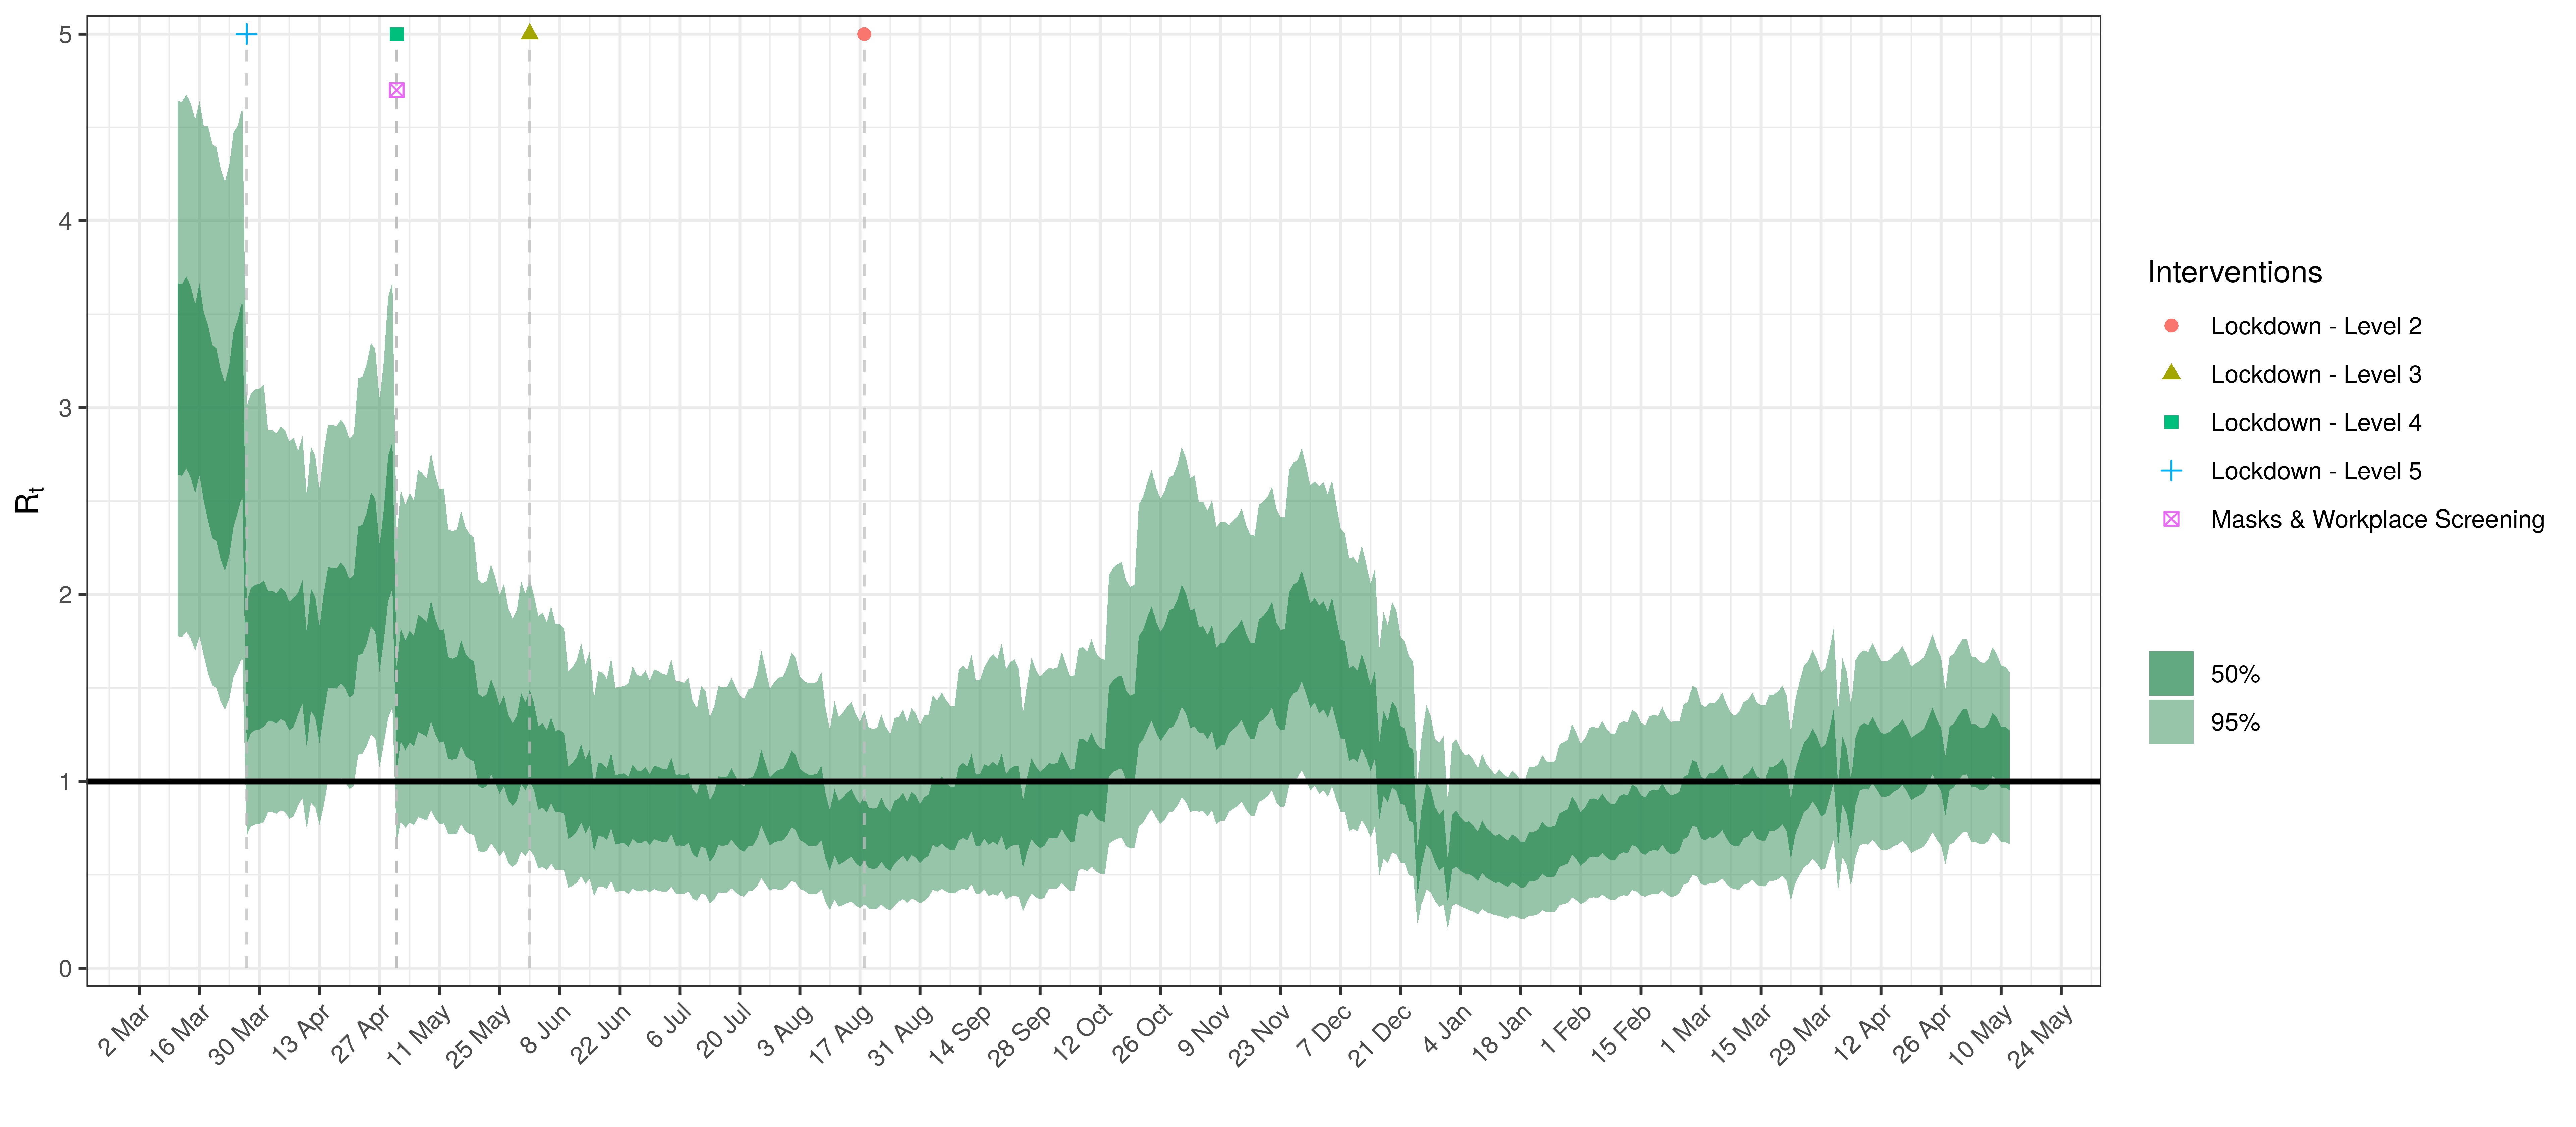 5
4
3
2
1
0
Rt
2 Mar
16 Mar
30 Mar
13 Apr
27 Apr
11 May
25 May
8 Jun
22 Jun
6 Jul
20 Jul
3 Aug
17 Aug
31 Aug
14 Sep
28 Sep
12 Oct
26 Oct
9 Nov
23 Nov
7 Dec
21 Dec
4 Jan
18 Jan
1 Feb
15 Feb
1 Mar
15 Mar
29 Mar
12 Apr
26 Apr
10 May
24 May
Interventions
Lockdown - Level 2
Lockdown - Level 3
Lockdown - Level 4
Lockdown - Level 5
Masks & Workplace Screening
50%
95%